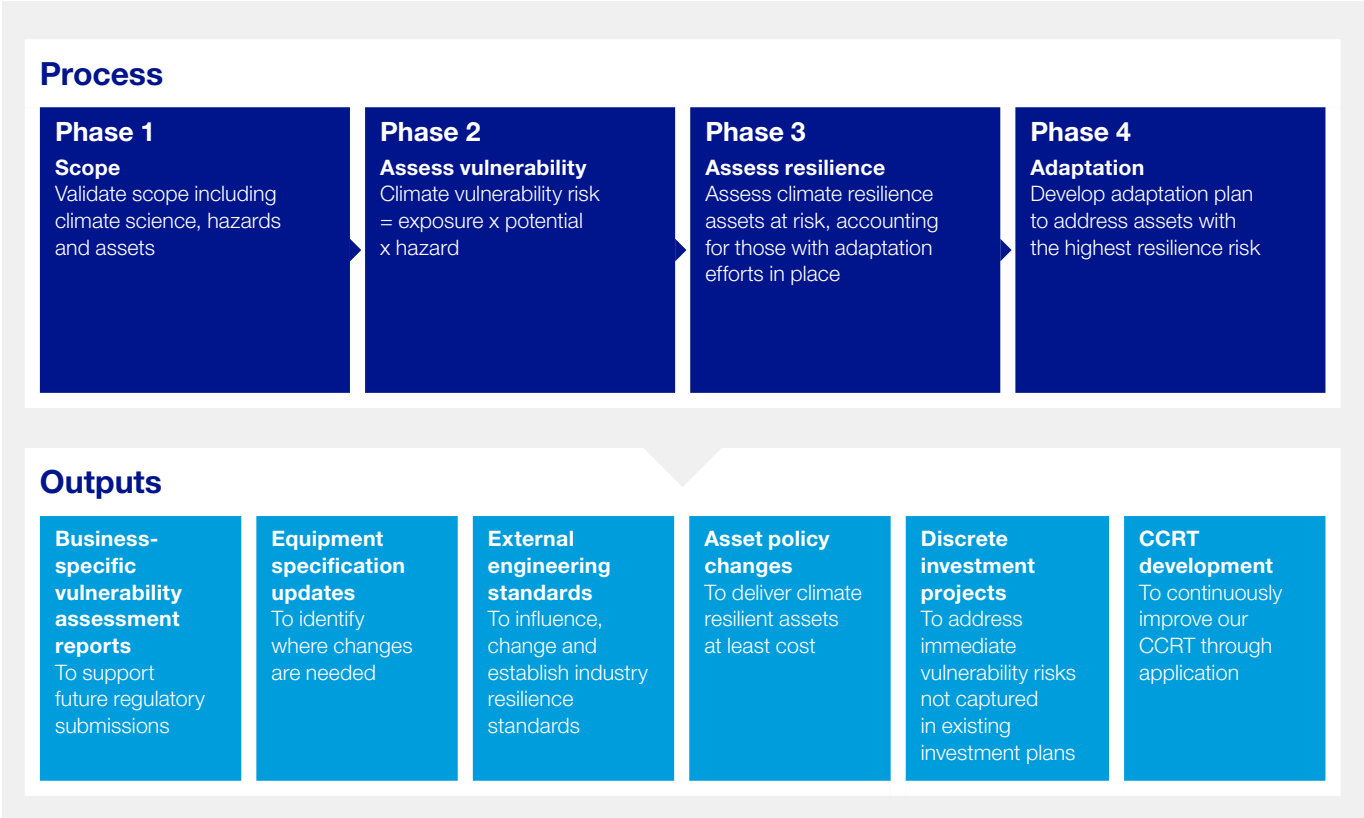 Process
Phase 1
Scope
Validate scope including
climate science, hazards
and assets
Phase 2
Assess vulnerability
Climate vulnerability risk
= exposure x potential
x hazard
Phase 3
Assess resilience
Assess climate resilience
assets at risk, accounting
for those with adaptation
efforts in place
Phase 4
Adaptation
Develop adaptation plan
to address assets with
the highest resilience risk
Outputs
Business-
specific
vulnerability
assessment
reports
To support
future regulatory
submissions
Equipment
specification
updates
To identify
where changes
are needed
External
engineering
standards
To influence,
change and
establish industry
resilience
standards
Asset policy
changes
To deliver climate
resilient assets
at least cost
Discrete
investment
projects
To address
immediate
vulnerability risks
not captured
in existing
investment plans
CCRT
development
To continuously
improve our
CCRT through
application